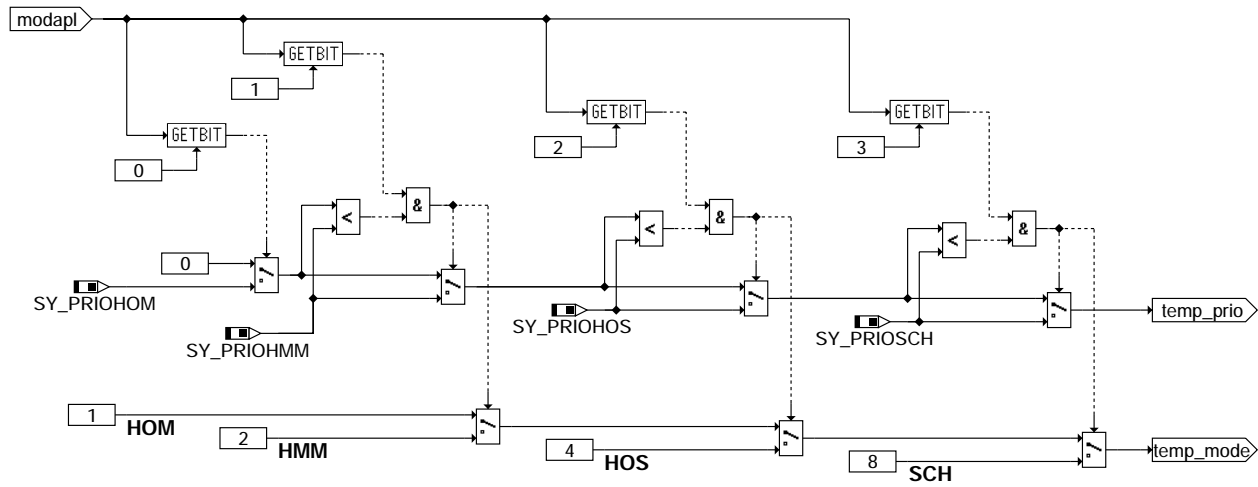 modapl
GETBIT
1
GETBIT
GETBIT
GETBIT
0
2
3
&
<
&
<
&
<
0
SY_PRIOHOM
SY_PRIOHMM
SY_PRIOHOS
SY_PRIOSCH
temp_prio
1
HOM
2
HMM
4
HOS
8
SCH
temp_mode